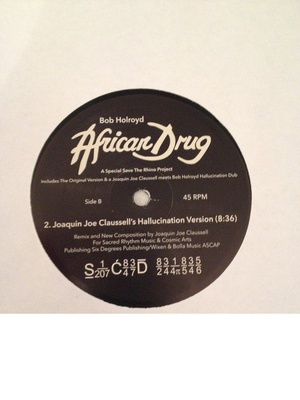 Bob Holroyd
African Drug
A Special Save The Rhino Project
Includes The Original Version & a Joaquin Joe Claussell meets Bob Holroyd Hallucination Dub
Side B 45 RPM
2. Joaquin Joe Claussell's Hallucination Version (8:36)
Remix and New Composition by Joaquin Joe Claussell
For Sacred Rhythm Music & Cosmic Arts
Publishing Six Degrees Publishing/Wixen & Bolla Music ASCAP